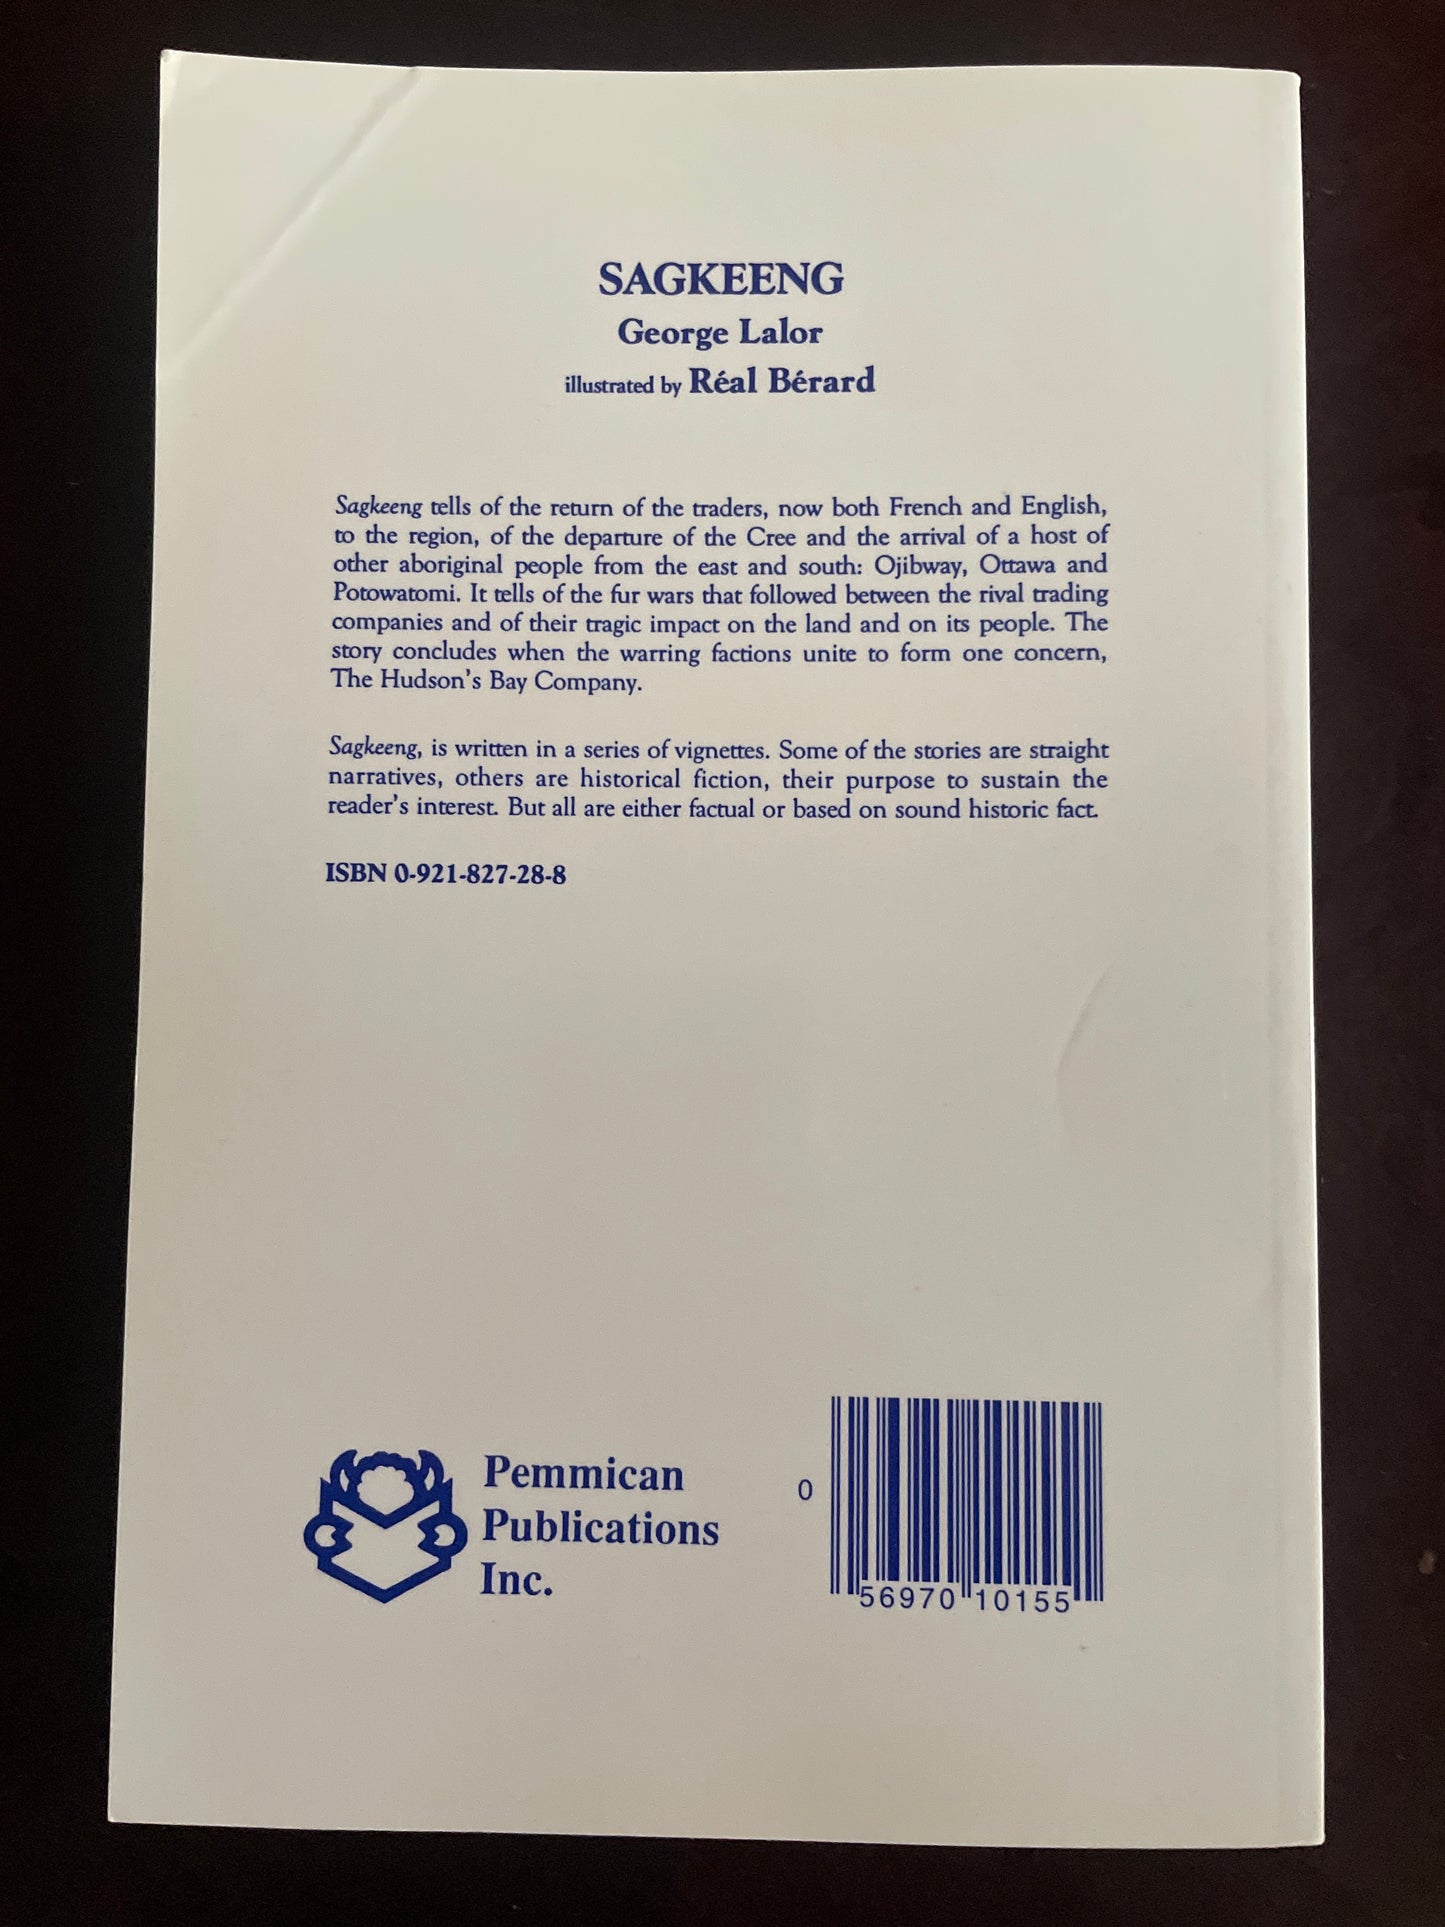 SAGKEENG
George Lalor
illustrated by Réal Bérard
Sagkeeng tells of the return of the traders, now both French and English,
to the region, of the departure of the Cree and the arrival of a host of
other aboriginal people from the east and south: Ojibway, Ottawa and
Potowatomi. It tells of the fur wars that followed between the rival trading
companies and of their tragic impact on the land and on its people. The
story concludes when the warring factions unite to form one concern,
The Hudson's Bay Company.
Sagkeeng, is written in a series of vignettes. Some of the stories are straight
narratives, others are historical fiction, their purpose to sustain the
reader's interest. But all are either factual or based on sound historic fact.
ISBN 0-921-827-28-8
Pemmican
Publications
Inc.
0 56970 10155